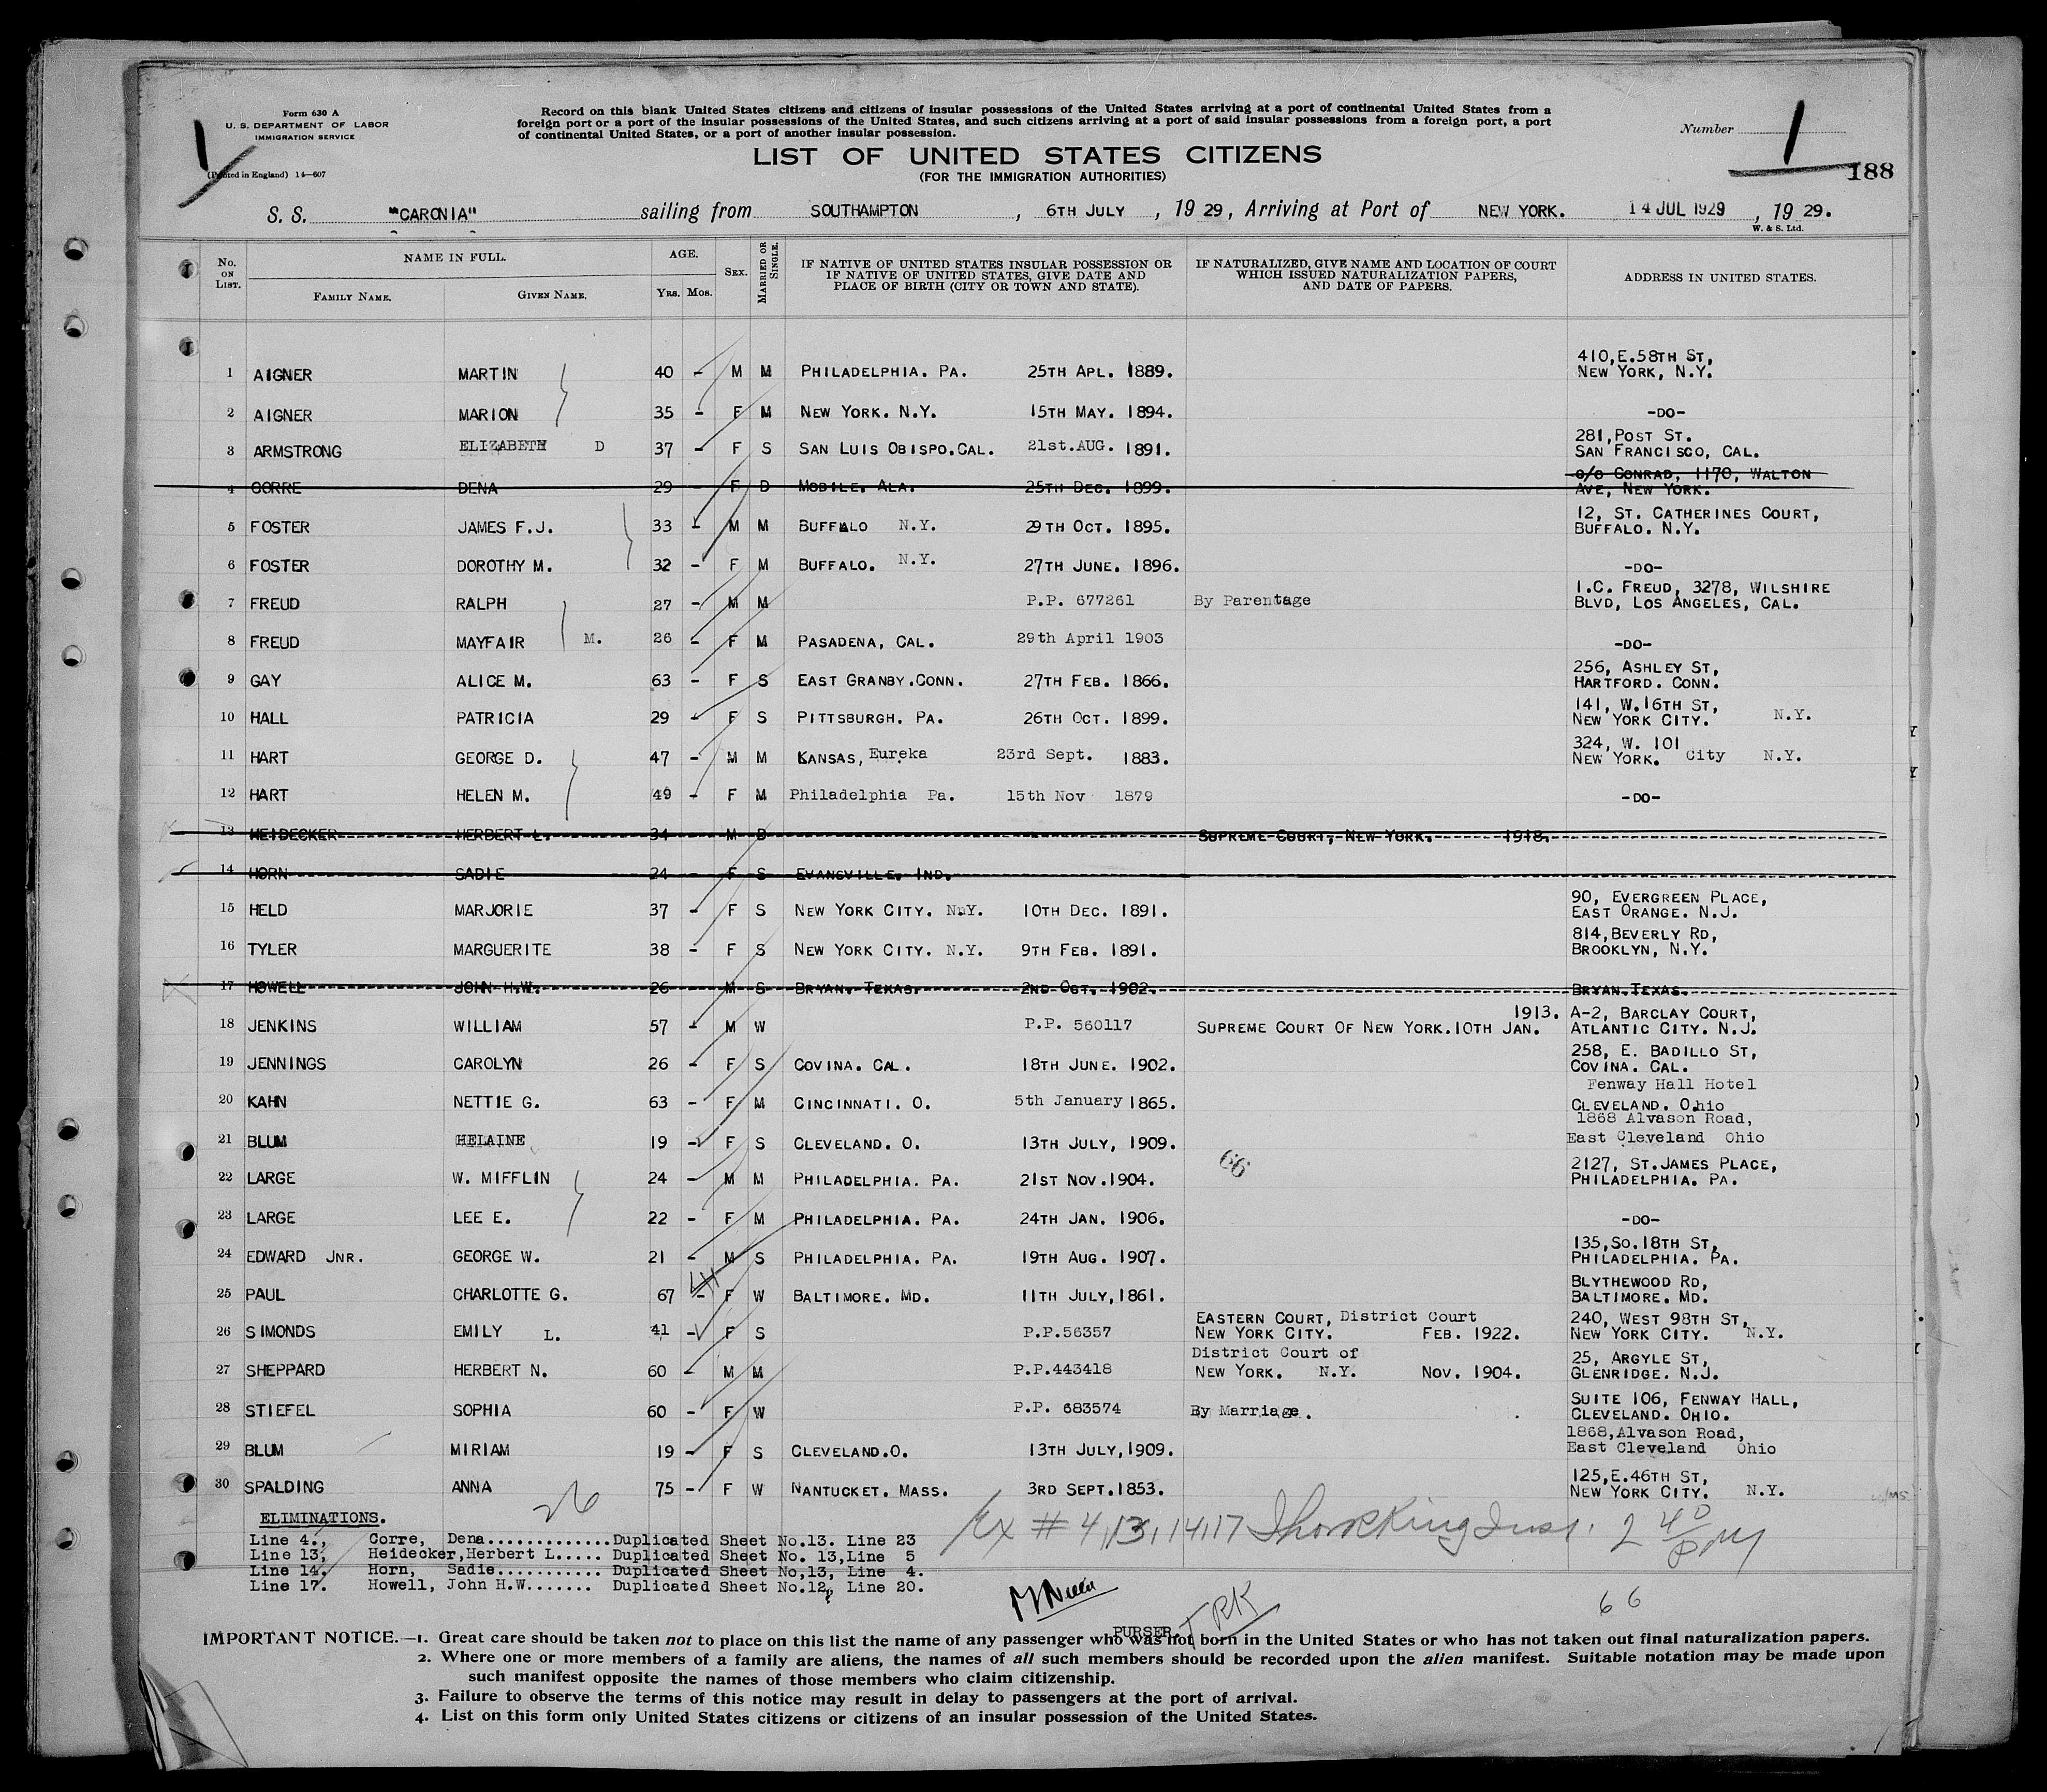 Form 630 A
U. S. DEPARTMENT OF LABOR
IMMIGRATION SERVICE
(Printed in England) 14—607
1
Record on this blank United States citizens and citizens of insular possessions of the United States arriving at a port of continental United States from a
foreign port or a port of the insular possessions of the United States, and such citizens arriving at a port of said insular possessions from a foreign port, a port
of continental United States, or a port of another insular possession.
LIST OF UNITED STATES CITIZENS
(FOR THE IMMIGRATION AUTHORITIES)
Number 1
188
S. S. "CARONIA" sailing from SOUTHAMPTON, 6TH JULY, 19 29, Arriving at Port of NEW YORK. 14 JUL 1929, 19 29.
W. & S. Ltd.
No. ON LIST. NAME IN FULL. FAMILY NAME. GIVEN NAME. AGE. YRS. MOS. SEX. MARRIED OR SINGLE. IF NATIVE OF UNITED STATES INSULAR POSSESSION OR IF NATIVE OF UNITED STATES, GIVE DATE AND PLACE OF BIRTH (CITY OR TOWN AND STATE). IF NATURALIZED, GIVE NAME AND LOCATION OF COURT WHICH ISSUED NATURALIZATION PAPERS, AND DATE OF PAPERS. ADDRESS IN UNITED STATES.
1 AIGNER MARTIN 40 - M M PHILADELPHIA. PA. 25TH APL. 1889. 410,E.58TH ST, NEW YORK, N.Y.
2 AIGNER MARION 35 - F M NEW YORK. N.Y. 15TH MAY. 1894. -DO-
3 ARMSTRONG ELIZABETH D 37 - F S SAN LUIS OBISPO.CAL. 21st.AUG. 1891. 281,POST ST. SAN FRANCISCO, CAL.
4 CORRE DENA 29 F D MOBILE. ALA. 25TH DEC. 1899. c/o CONRAD, 1170, WALTON AVE, NEW YORK.
5 FOSTER JAMES F.J. 33 - M M BUFFALO N.Y. 29TH OCT. 1895. 12, ST. CATHERINES COURT, BUFFALO. N.Y.
6 FOSTER DOROTHY M. 32 - F M BUFFALO. N.Y. 27TH JUNE. 1896. -DO-
7 FREUD RALPH 27 - M M P.P. 677261 By Parentage I.C. FREUD, 3278, WILSHIRE BLVD, LOS ANGELES, CAL.
8 FREUD MAYFAIR M. 26 - F M PASADENA, CAL. 29th April 1903 -DO-
9 GAY ALICE M. 63 - F S EAST GRANBY.CONN. 27TH FEB. 1866. 256, ASHLEY ST, HARTFORD. CONN.
10 HALL PATRICIA 29 - F S PITTSBURGH. PA. 26TH OCT. 1899. 141, W.16TH ST, NEW YORK CITY. N.Y.
11 HART GEORGE D. 47 - M M KANSAS, Eureka 23rd Sept. 1883. 324, W. 101 NEW YORK. City N.Y.
12 HART HELEN M. 49 - F M Philadelphia Pa. 15th Nov 1879 -DO-
13 HEIDECKER HERBERT L. 34 M D SUPREME COURT, NEW YORK. 1918.
14 HORN SADIE 24 F S EVANSVILLE. IND.
15 HELD MARJORIE 37 - F S NEW YORK CITY. N.Y. 10TH DEC. 1891. 90, EVERGREEN PLACE, EAST ORANGE. N.J.
16 TYLER MARGUERITE 38 - F S NEW YORK CITY. N.Y. 9TH FEB. 1891. 814,BEVERLY RD, BROOKLYN, N.Y.
17 HOWELL JOHN H.W. 26 M S BRYAN. TEXAS. 2ND OCT. 1902. BRYAN.TEXAS.
18 JENKINS WILLIAM 57 - M W P.P. 560117 SUPREME COURT OF NEW YORK.10TH JAN. 1913. A-2, BARCLAY COURT, ATLANTIC CITY. N.J.
19 JENNINGS CAROLYN 26 - F S COVINA. CAL. 18TH JUNE. 1902. 258, E. BADILLO ST, COVINA. CAL.
20 KAHN NETTIE G. 63 - F M CINCINNATI. O. 5th January 1865. Fenway Hall Hotel CLEVELAND. Ohio
21 BLUM HELAINE 19 - F S CLEVELAND. O. 13TH JULY, 1909. 1868 Alvason Road, East Cleveland Ohio
66
22 LARGE W. MIFFLIN 24 - M M PHILADELPHIA. PA. 21ST NOV.1904. 2127, ST.JAMES PLACE, PHILADELPHIA. PA.
23 LARGE LEE E. 22 - F M PHILADELPHIA. PA. 24TH JAN. 1906. -DO-
24 EDWARD JNR. GEORGE W. 21 - M S PHILADELPHIA. PA. 19TH AUG. 1907. 135,SO.18TH ST, PHILADELPHIA. PA.
25 PAUL CHARLOTTE G. 67 - F W BALTIMORE. MD. 11TH JULY,1861. BLYTHEWOOD RD, BALTIMORE. MD.
26 SIMONDS EMILY L. 41 - F S P.P.56357 EASTERN COURT, District Court NEW YORK CITY. FEB. 1922. 240, WEST 98TH ST, NEW YORK CITY. N.Y.
27 SHEPPARD HERBERT N. 60 - M M P.P.443418 District Court of NEW YORK. N.Y. NOV. 1904. 25, ARGYLE ST, GLENRIDGE. N.J.
28 STIEFEL SOPHIA 60 - F W P.P. 683574 By Marriage. SUITE 106, FENWAY HALL, CLEVELAND. OHIO.
29 BLUM MIRIAM 19 - F S CLEVELAND.O. 13TH JULY,1909. 1868,Alvason Road, East Cleveland Ohio
30 SPALDING ANNA 75 - F W NANTUCKET. MASS. 3RD SEPT.1853. 125,E.46TH ST, NEW YORK CITY. N.Y.
26
ELIMINATIONS.
Line 4., Corre, Dena.............Duplicated Sheet No.13. Line 23
Line 13, Heidecker,Herbert L..... Duplicated Sheet No. 13,Line 5
Line 14. Horn, Sadie........... Duplicated Sheet No,13, Line 4.
Line 17. Howell, John H.W....... Duplicated Sheet No.12, Line 20.
Ex # 4,13,14,17 2 40 PM
PURSER.
TRK
66
IMPORTANT NOTICE.—1. Great care should be taken not to place on this list the name of any passenger who was not born in the United States or who has not taken out final naturalization papers.
2. Where one or more members of a family are aliens, the names of all such members should be recorded upon the alien manifest. Suitable notation may be made upon
such manifest opposite the names of those members who claim citizenship.
3. Failure to observe the terms of this notice may result in delay to passengers at the port of arrival.
4. List on this form only United States citizens or citizens of an insular possession of the United States.